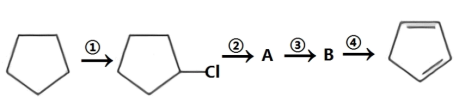 ① Cl ② A ③ B ④